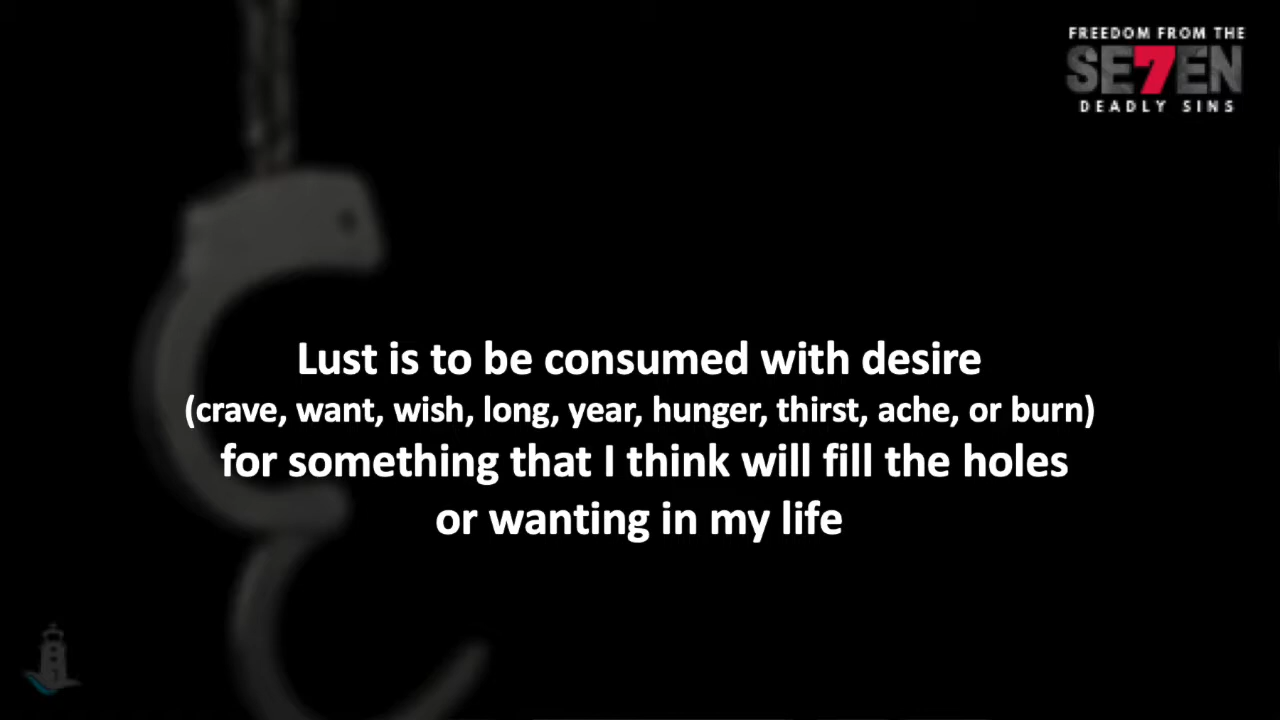 FREEDOM FROM THE
SE7EN
DEADLY SINS
Lust is to be consumed with desire
(crave, want, wish, long, year, hunger, thirst, ache, or burn)
for something that I think will fill the holes
or wanting in my life